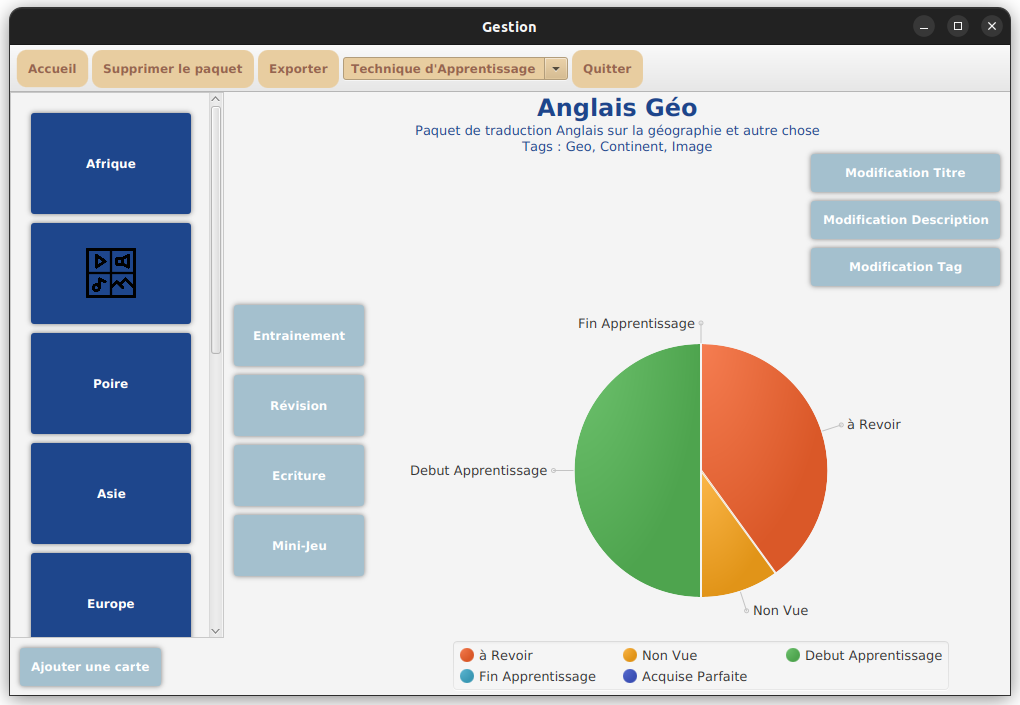 Gestion
Accueil
Supprimer le paquet
Exporter
Technique d'Apprentissage
Quitter
Anglais Géo
Paquet de traduction Anglais sur la géographie et autre chose
Tags : Geo, Continent, Image
Modification Titre
Modification Description
Modification Tag
Afrique
Poire
Asie
Europe
Ajouter une carte
Entrainement
Révision
Ecriture
Mini-Jeu
Fin Apprentissage
à Revoir
Debut Apprentissage
Non Vue
à Revoir
Non Vue
Debut Apprentissage
Fin Apprentissage
Acquise Parfaite